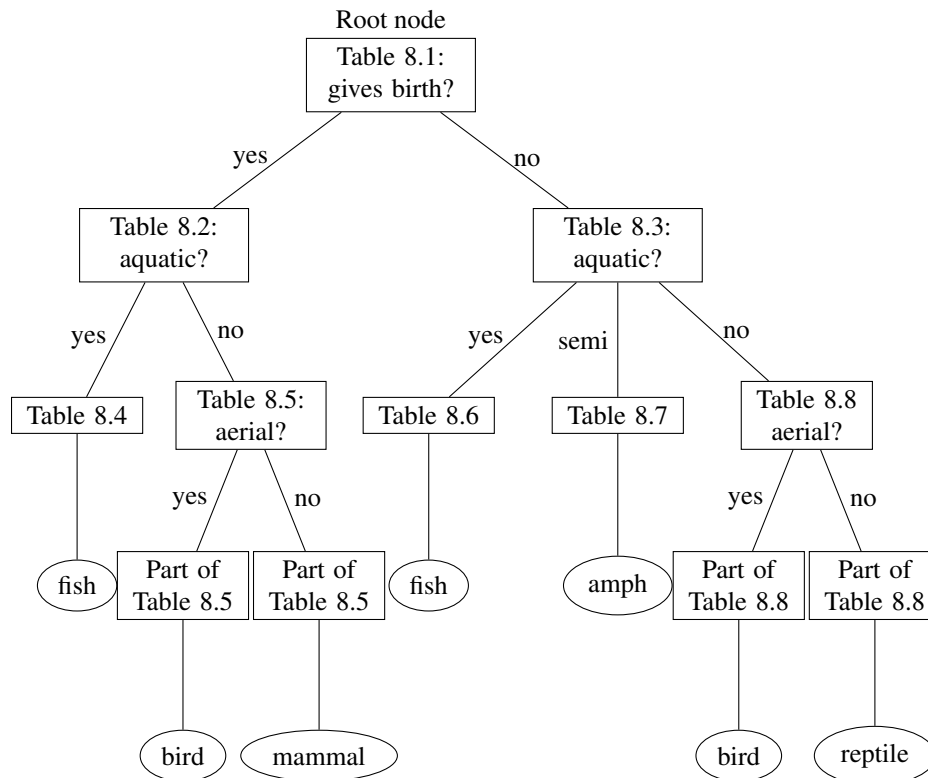 Root node
Table 8.1:
gives birth?
yes
no
Table 8.2:
aquatic?
Table 8.3:
aquatic?
yes
no
yes
semi
no
Table 8.4
Table 8.5:
aerial?
Table 8.6
Table 8.7
Table 8.8
aerial?
yes
no
yes
no
fish
Part of
Table 8.5
Part of
Table 8.5
fish
amph
Part of
Table 8.8
Part of
Table 8.8
bird
mammal
bird
reptile